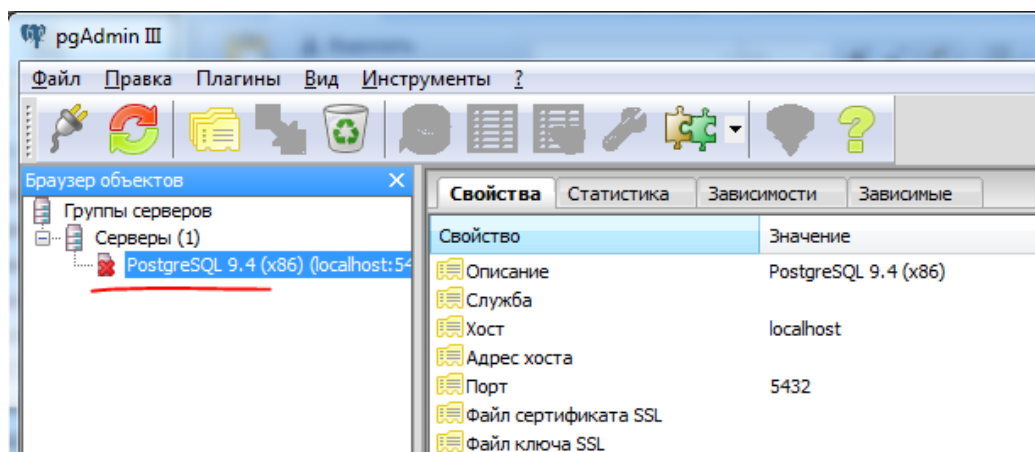 pgAdmin III
Файл Правка Плагины Вид Инструменты ?
Браузер объектов
Группы серверов
Серверы (1)
PostgreSQL 9.4 (x86) (localhost:54
Свойства Статистика Зависимости Зависимые
Свойство Значение
Описание PostgreSQL 9.4 (x86)
Служба
Хост localhost
Адрес хоста
Порт 5432
Файл сертификата SSL
Файл ключа SSL